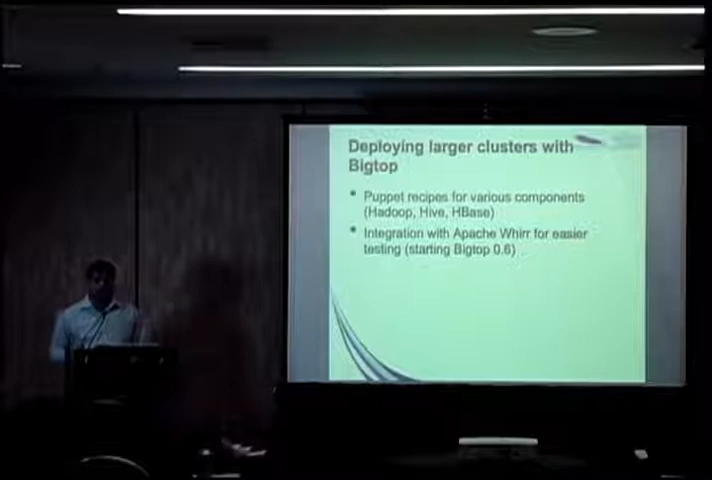 Deploying larger clusters with
Bigtop
• Puppet recipes for various components
(Hadoop, Hive, HBase)
• Integration with Apache Whirr for easier
testing (starting Bigtop 0.6)